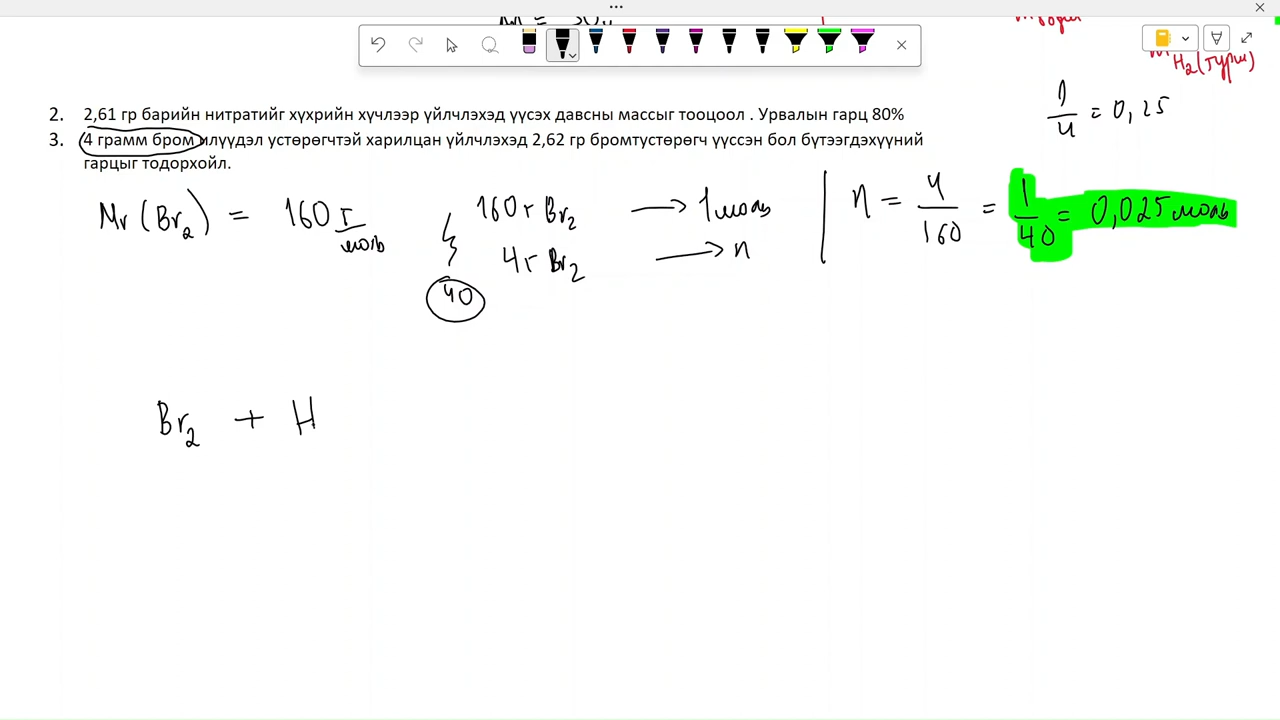 1/4 = 0,25
2. 2,61 гр барийн нитратийг хүхрийн хүчлээр үйлчлэхэд үүсэх давсны массыг тооцоол . Урвалын гарц 80%
3. 4 грамм бром илүүдэл устөрөгчтэй харилцан үйлчлэхэд 2,62 гр бромтустөрөгч үүссэн бол бүтээгдэхүүний
гарцыг тодорхойл.
Mr (Br2) = 160 г/моль
160 г Br2 → 1 моль
4 г Br2 → n
40
n = 4/160 = 1/40 = 0,025 моль
Br2 + H